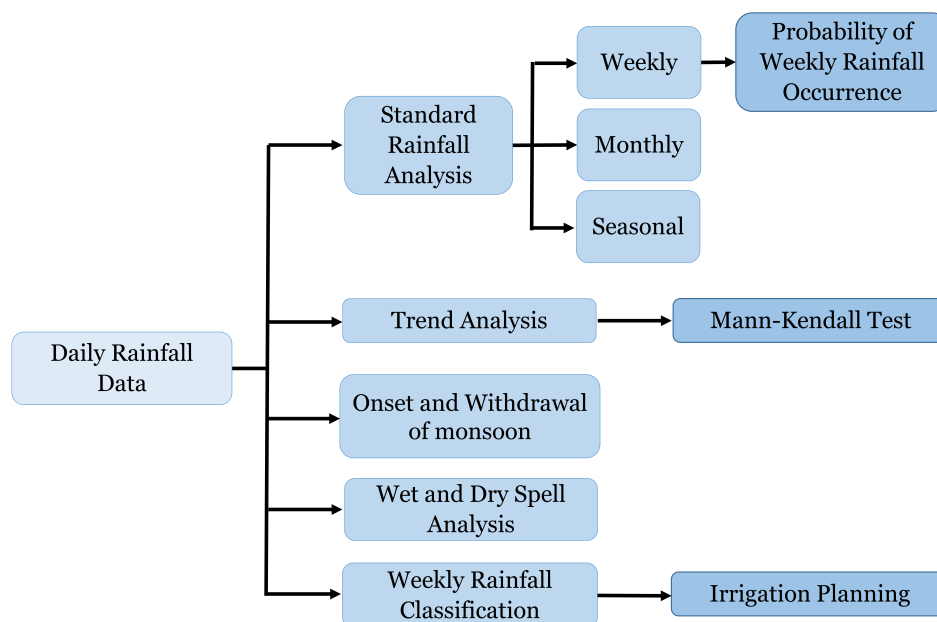 Daily Rainfall
Data
Standard
Rainfall
Analysis
Weekly
Monthly
Seasonal
Probability of
Weekly Rainfall
Occurrence
Trend Analysis
Mann-Kendall Test
Onset and Withdrawal
of monsoon
Wet and Dry Spell
Analysis
Weekly Rainfall
Classification
Irrigation Planning